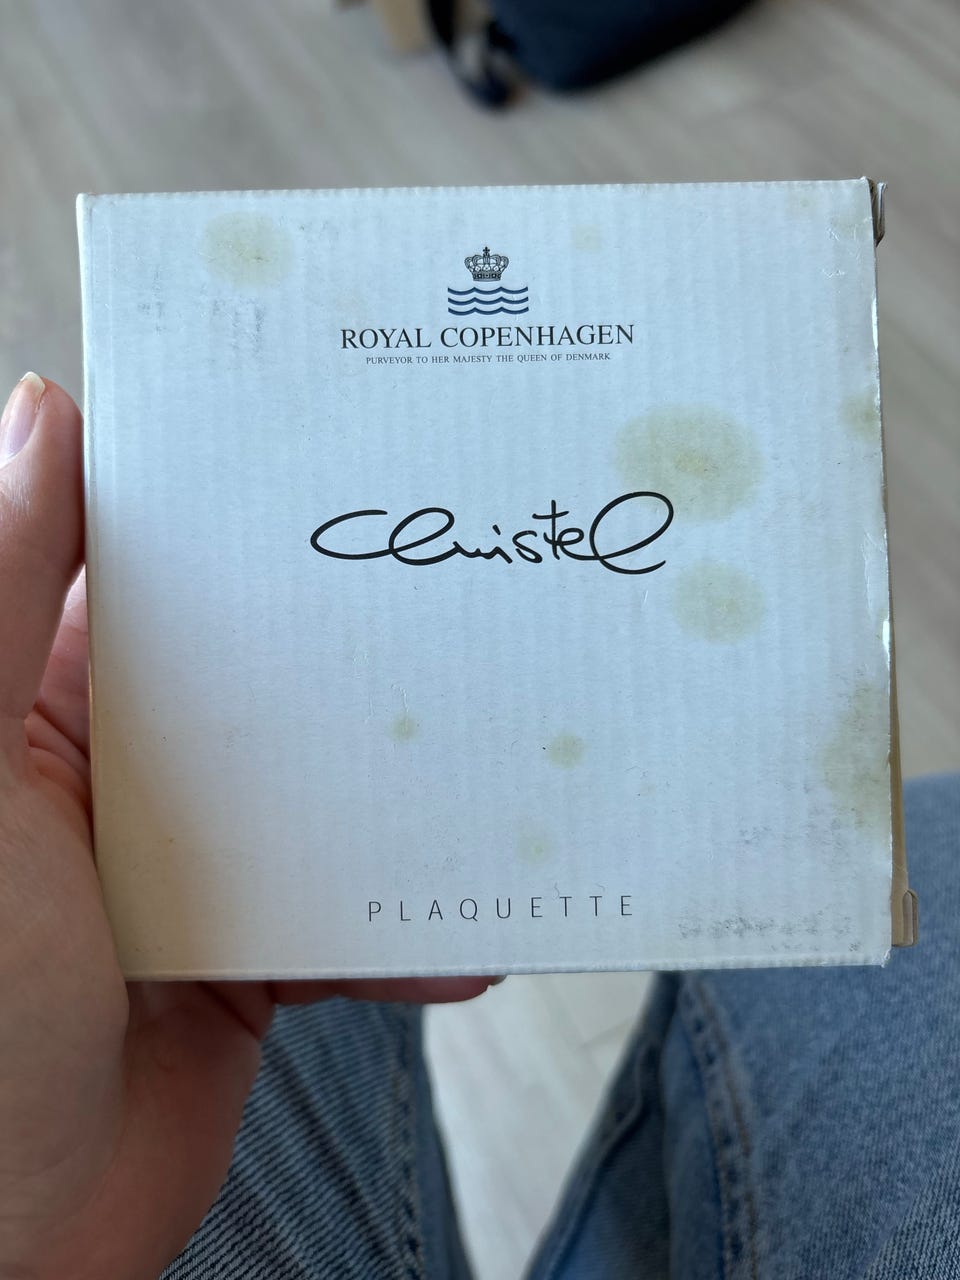 ROYAL COPENHAGEN
PURVEYOR TO HER MAJESTY THE QUEEN OF DENMARK
Christel
PLAQUETTE